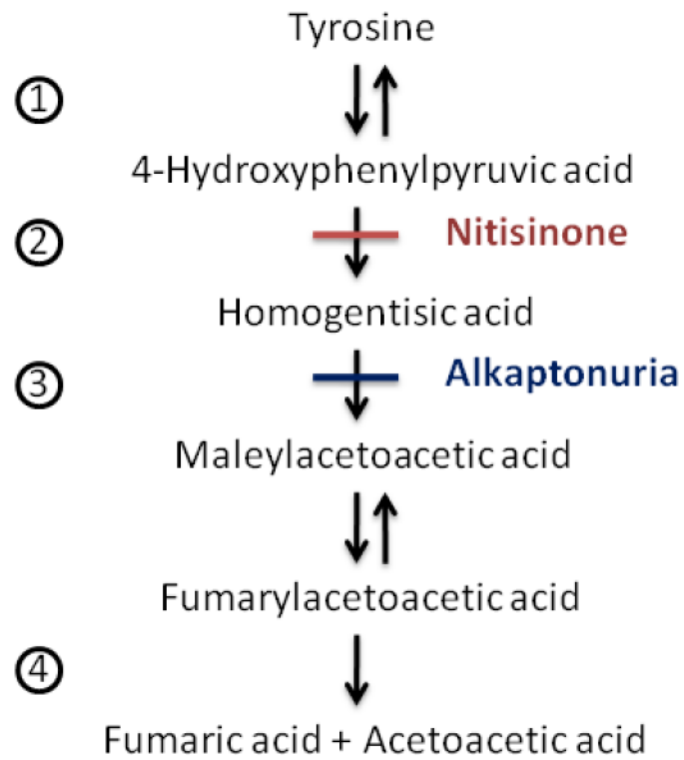 Tyrosine
1
4-Hydroxyphenylpyruvic acid
2
Nitisinone
Homogentisic acid
3
Alkaptonuria
Maleylacetoacetic acid
Fumarylacetoacetic acid
4
Fumaric acid + Acetoacetic acid